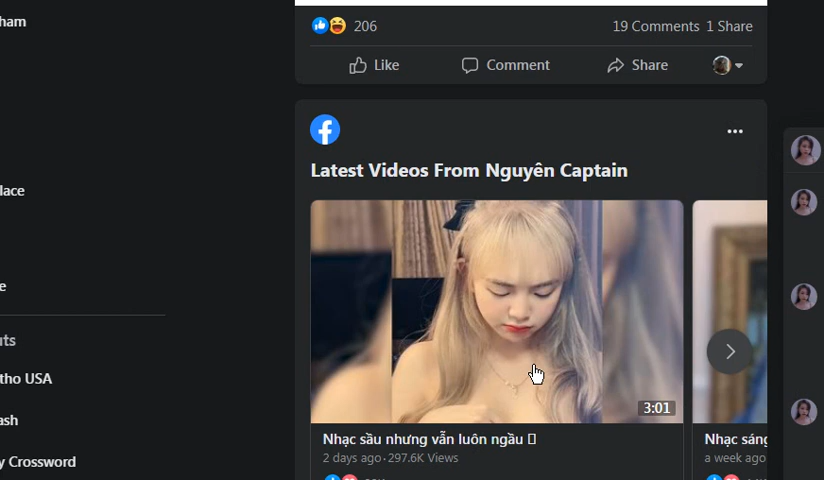 ham
206
19 Comments 1 Share
Like
Comment
Share
Latest Videos From Nguyên Captain
lace
e
uts
tho USA
ash
y Crossword
3:01
Nhạc sầu nhưng vẫn luôn ngầu
2 days ago · 297.6K Views
Nhạc sáng
a week ago